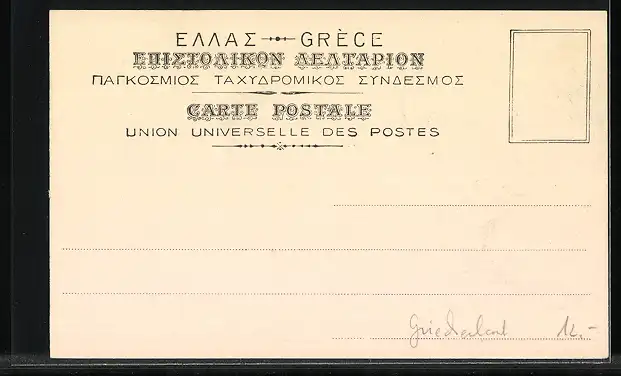 ΕΛΛΑΣ GRÈCE
ΕΠΙΣΤΟΛΙΚΟΝ ΔΕΛΤΑΡΙΟΝ
ΠΑΓΚΟΣΜΙΟΣ ΤΑΧΥΔΡΟΜΙΚΟΣ ΣΥΝΔΕΣΜΟΣ
CARTE POSTALE
UNION UNIVERSELLE DES POSTES
12.-